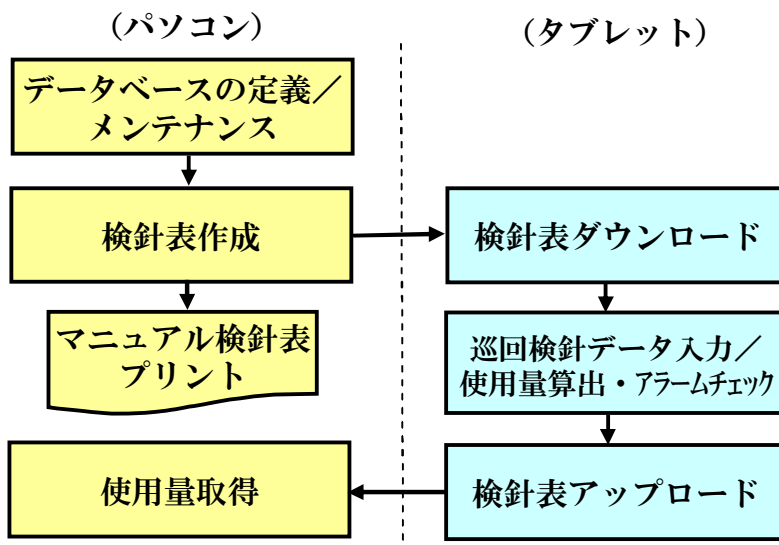 （パソコン）
データベースの定義／
メンテナンス
検針表作成
マニュアル検針表
プリント
使用量取得
（タブレット）
検針表ダウンロード
巡回検針データ入力／
使用量算出・アラームチェック
検針表アップロード